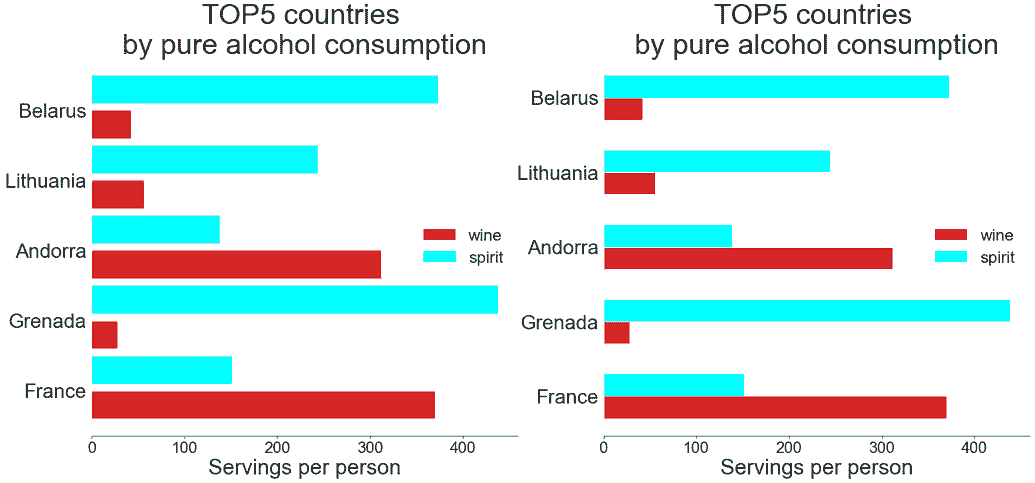 TOP5 countries
by pure alcohol consumption
Belarus
Lithuania
Andorra
Grenada
France
wine
spirit
0 100 200 300 400
Servings per person
TOP5 countries
by pure alcohol consumption
Belarus
Lithuania
Andorra
Grenada
France
wine
spirit
0 100 200 300 400
Servings per person